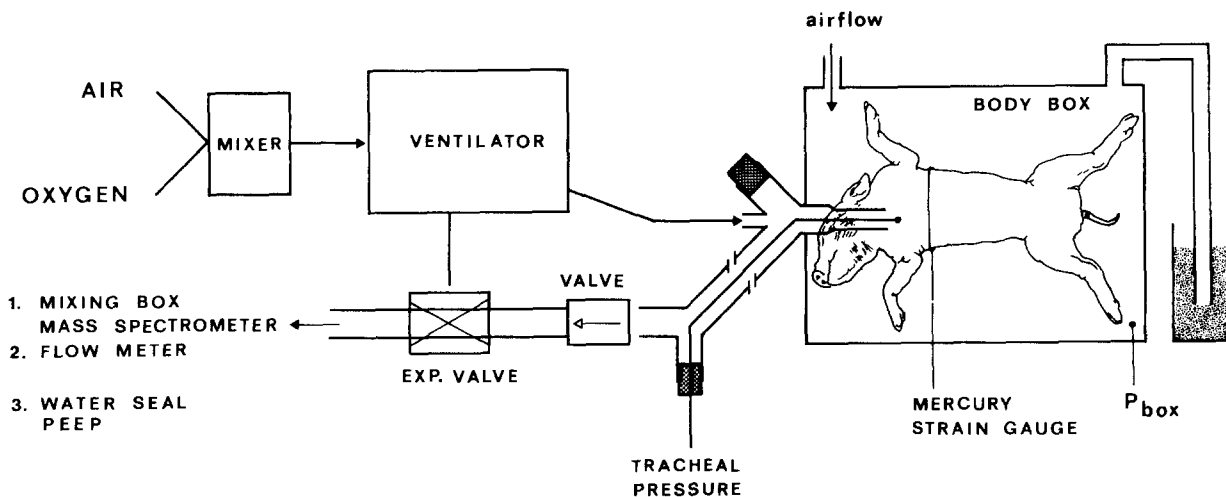 airflow
BODY BOX
AIR
MIXER
VENTILATOR
OXYGEN
VALVE
1. MIXING BOX
MASS SPECTROMETER
2. FLOW METER
EXP. VALVE
3. WATER SEAL
PEEP
MERCURY
STRAIN GAUGE
Pbox
TRACHEAL
PRESSURE